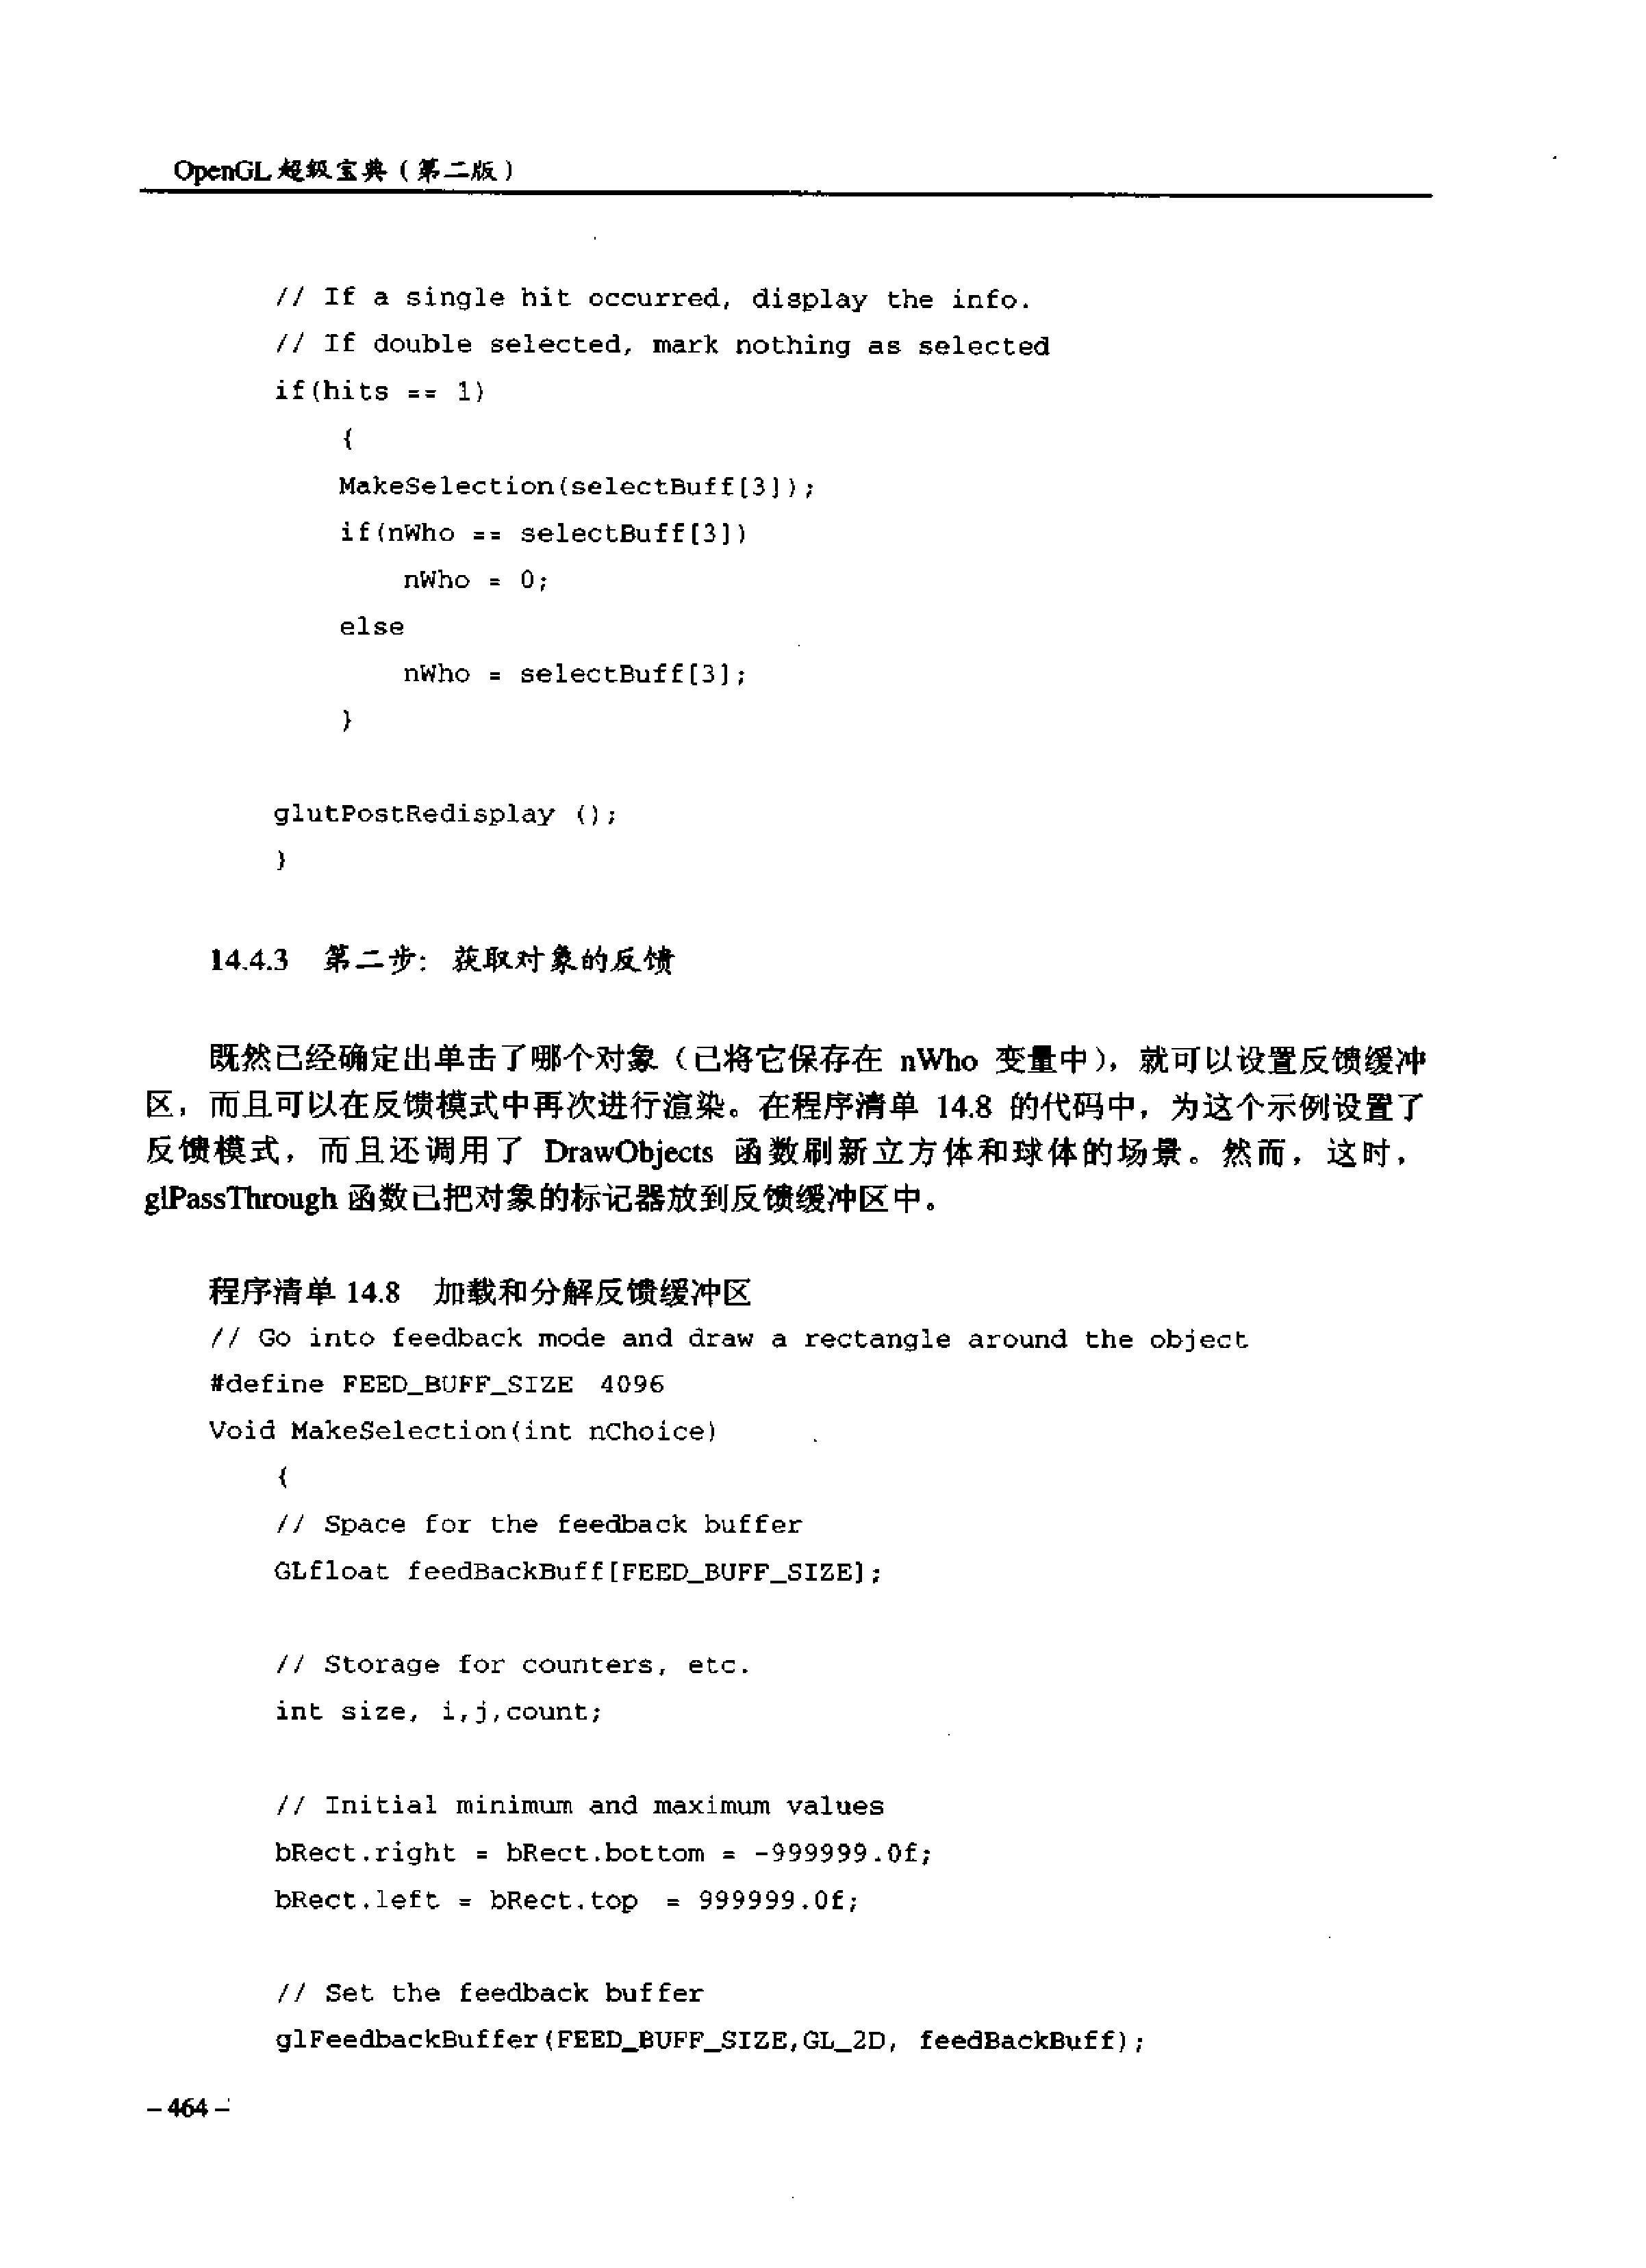 OpenGL 超级宝典（第二版）
// If a single hit occurred, display the info.
// If double selected, mark nothing as selected
if(hits == 1)
{
MakeSelection(selectBuff[3]);
if(nWho == selectBuff[3])
nWho = 0;
else
nWho = selectBuff[3];
}
glutPostRedisplay ();
}
14.4.3 第二步：获取对象的反馈
既然已经确定出单击了哪个对象（已将它保存在 nWho 变量中），就可以设置反馈缓冲
区，而且可以在反馈模式中再次进行渲染。在程序清单 14.8 的代码中，为这个示例设置了
反馈模式，而且还调用了 DrawObjects 函数刷新立方体和球体的场景。然而，这时，
glPassThrough 函数已把对象的标记器放到反馈缓冲区中。
程序清单 14.8 加载和分解反馈缓冲区
// Go into feedback mode and draw a rectangle around the object
#define FEED_BUFF_SIZE 4096
Void MakeSelection(int nChoice)
{
// Space for the feedback buffer
GLfloat feedBackBuff[FEED_BUFF_SIZE];
// Storage for counters, etc.
int size, i,j,count;
// Initial minimum and maximum values
bRect.right = bRect.bottom = -999999.0f;
bRect.left = bRect.top = 999999.0f;
// Set the feedback buffer
glFeedbackBuffer(FEED_BUFF_SIZE,GL_2D, feedBackBuff);
– 464 –